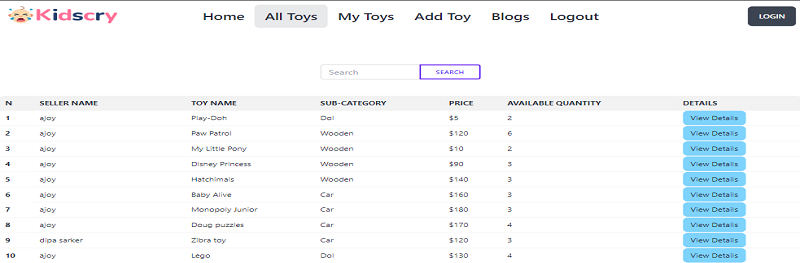 Kidscry Home All Toys My Toys Add Toy Blogs Logout LOGIN
Search SEARCH
N SELLER NAME TOY NAME SUB-CATEGORY PRICE AVAILABLE QUANTITY DETAILS
1 ajoy Play-Doh Dol $5 2 View Details
2 ajoy Paw Patrol Wooden $120 6 View Details
3 ajoy My Little Pony Wooden $10 2 View Details
4 ajoy Disney Princess Wooden $90 3 View Details
5 ajoy Hatchimals Wooden $140 3 View Details
6 ajoy Baby Alive Car $160 3 View Details
7 ajoy Monopoly Junior Car $180 3 View Details
8 ajoy Doug puzzles Car $170 4 View Details
9 dipa sarker Zibra toy Car $120 3 View Details
10 ajoy Lego Dol $130 4 View Details